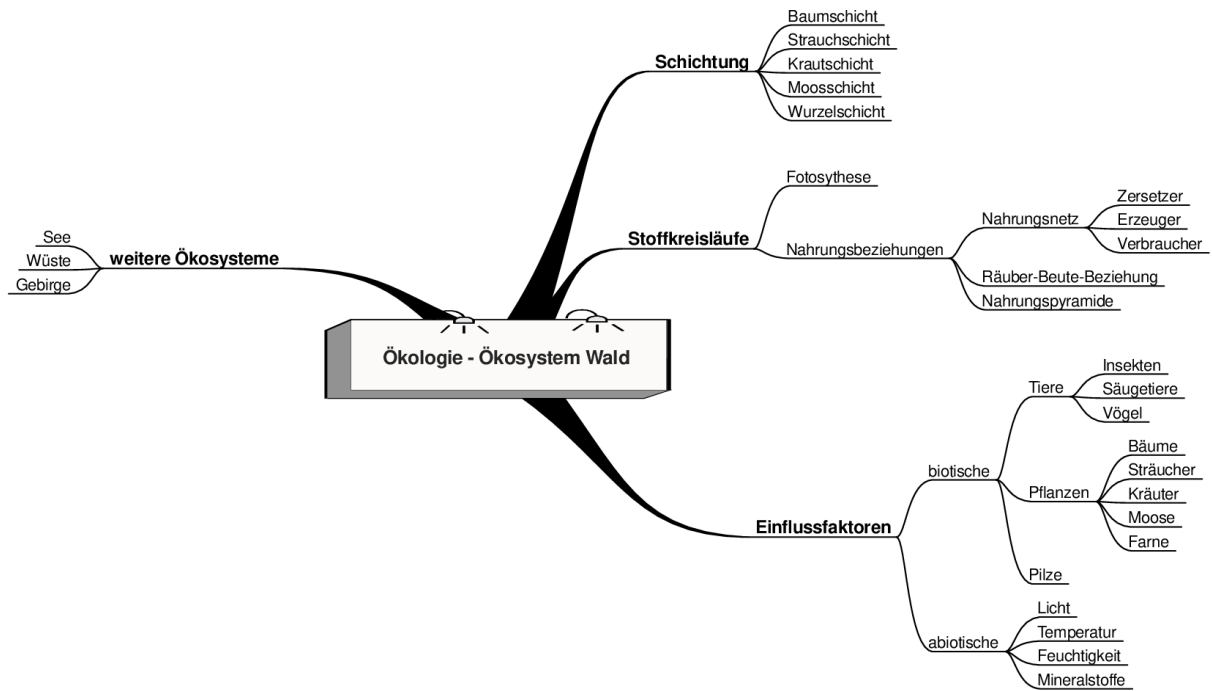 Ökologie - Ökosystem Wald
Schichtung
Baumschicht
Strauchschicht
Krautschicht
Moosschicht
Wurzelschicht
Stoffkreisläufe
Fotosythese
Nahrungsbeziehungen
Nahrungsnetz
Zersetzer
Erzeuger
Verbraucher
Räuber-Beute-Beziehung
Nahrungspyramide
Einflussfaktoren
biotische
Tiere
Insekten
Säugetiere
Vögel
Pflanzen
Bäume
Sträucher
Kräuter
Moose
Farne
Pilze
abiotische
Licht
Temperatur
Feuchtigkeit
Mineralstoffe
weitere Ökosysteme
See
Wüste
Gebirge